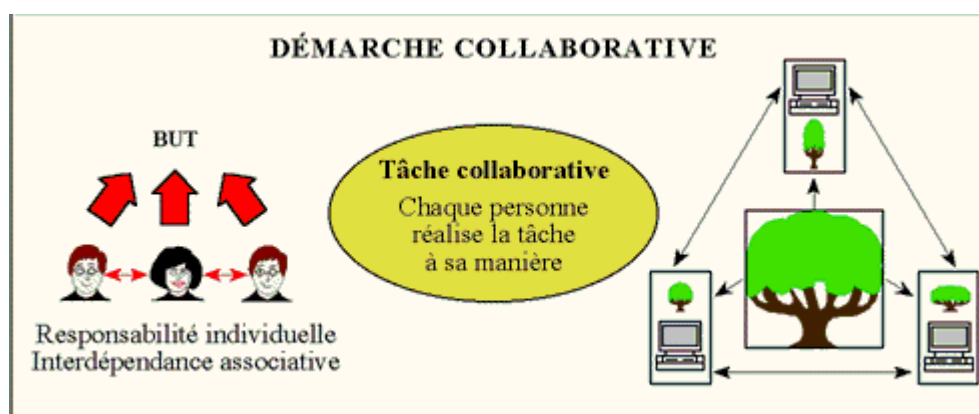 DÉMARCHE COLLABORATIVE
BUT
Responsabilité individuelle
Interdépendance associative
Tâche collaborative
Chaque personne
réalise la tâche
à sa manière